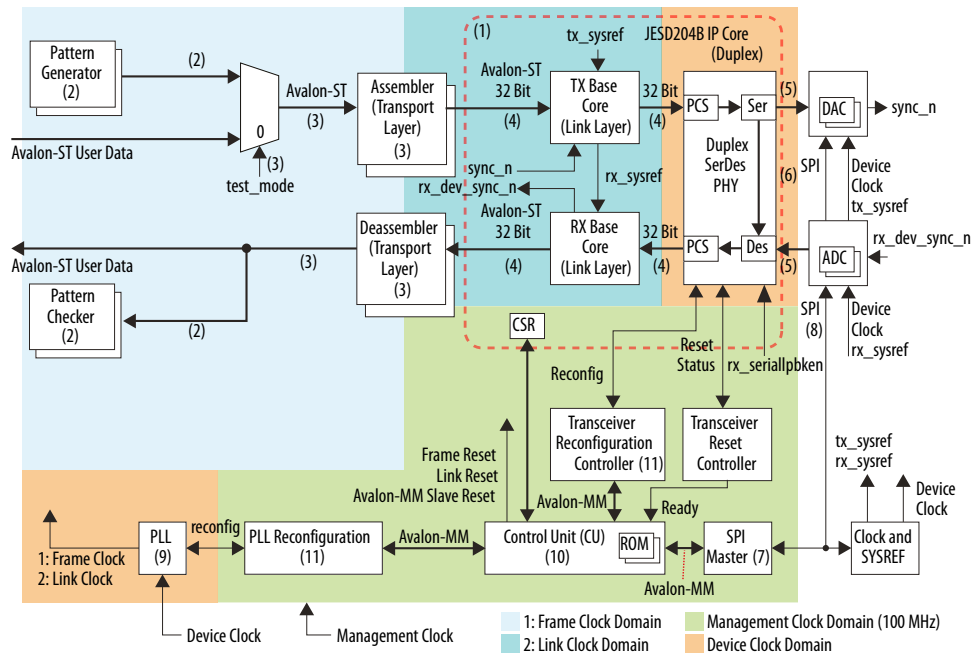 Pattern
Generator
(2)
(2)
0
(3)
test_mode
Avalon-ST User Data
Avalon-ST
(3)
Assembler
(Transport
Layer)
(3)
(1)
Avalon-ST
32 Bit
(4)
tx_sysref
TX Base
Core
(Link Layer)
JESD204B IP Core
(Duplex)
32 Bit
(4)
PCS
Ser
Duplex
SerDes
PHY
(5)
(6)
DAC
sync_n
SPI
Device
Clock
tx_sysref
sync_n
rx_dev_sync_n
rx_sysref
Avalon-ST User Data
(3)
Pattern
Checker
(2)
(2)
Deassembler
(Transport
Layer)
(3)
Avalon-ST
32 Bit
(4)
RX Base
Core
(Link Layer)
32 Bit
(4)
PCS
Des
(5)
ADC
rx_dev_sync_n
SPI
(8)
Device
Clock
rx_sysref
CSR
Reconfig
Reset
Status
rx_seriallpbken
Transceiver
Reconfiguration
Controller (11)
Transceiver
Reset
Controller
Frame Reset
Link Reset
Avalon-MM Slave Reset
Avalon-MM
Ready
tx_sysref
rx_sysref
Device
Clock
1: Frame Clock
2: Link Clock
PLL
(9)
reconfig
PLL Reconfiguration
(11)
Avalon-MM
Control Unit (CU)
(10)
ROM
Avalon-MM
SPI
Master (7)
Clock and
SYSREF
Device Clock
Management Clock
1: Frame Clock Domain
2: Link Clock Domain
Management Clock Domain (100 MHz)
Device Clock Domain